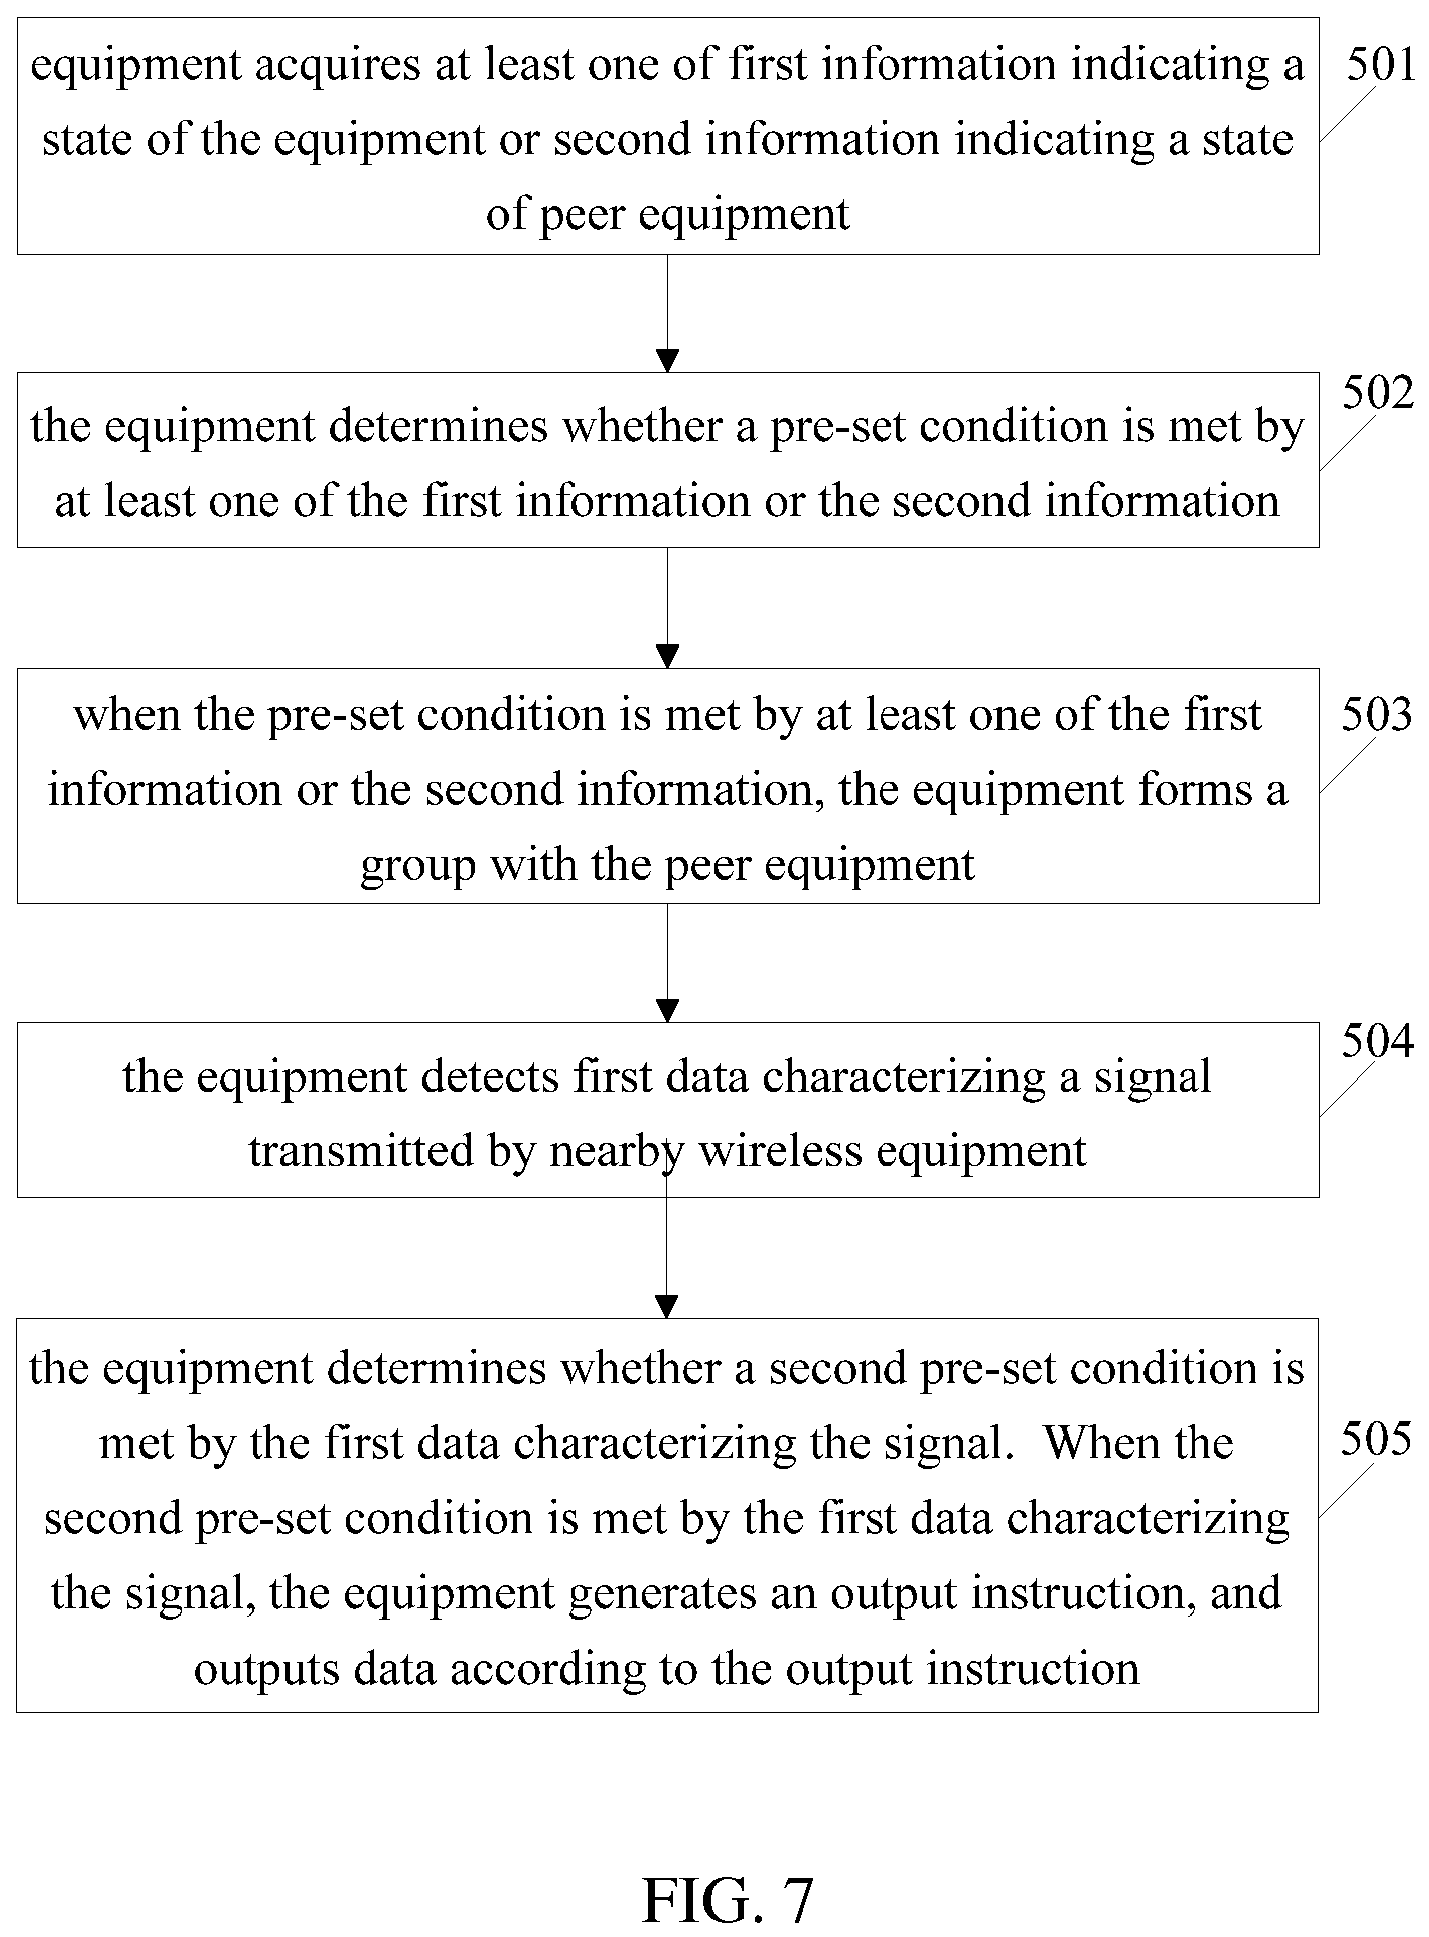 equipment acquires at least one of first information indicating a
state of the equipment or second information indicating a state
of peer equipment
501
the equipment determines whether a pre-set condition is met by
at least one of the first information or the second information
502
when the pre-set condition is met by at least one of the first
information or the second information, the equipment forms a
group with the peer equipment
503
the equipment detects first data characterizing a signal
transmitted by nearby wireless equipment
504
the equipment determines whether a second pre-set condition is
met by the first data characterizing the signal.  When the
second pre-set condition is met by the first data characterizing
the signal, the equipment generates an output instruction, and
outputs data according to the output instruction
505
FIG. 7